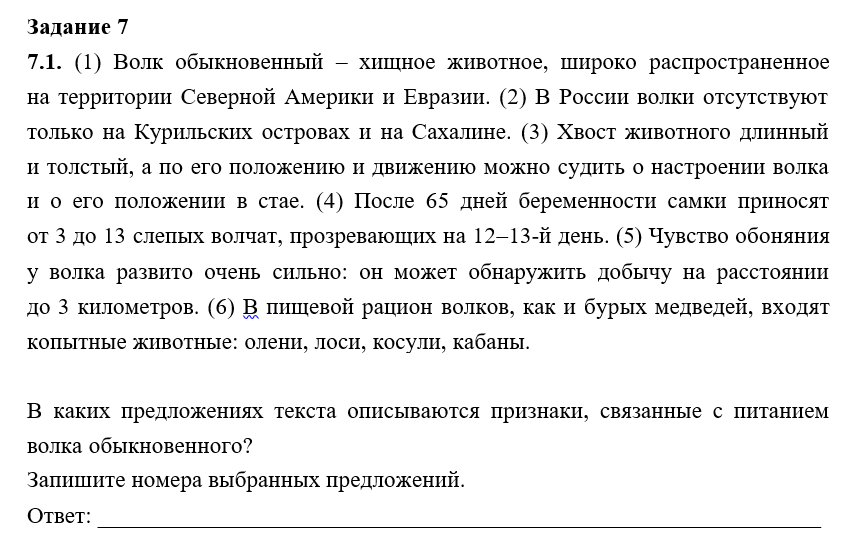 Задание 7
7.1. (1) Волк обыкновенный – хищное животное, широко распространенное
на территории Северной Америки и Евразии. (2) В России волки отсутствуют
только на Курильских островах и на Сахалине. (3) Хвост животного длинный
и толстый, а по его положению и движению можно судить о настроении волка
и о его положении в стае. (4) После 65 дней беременности самки приносят
от 3 до 13 слепых волчат, прозревающих на 12–13-й день. (5) Чувство обоняния
у волка развито очень сильно: он может обнаружить добычу на расстоянии
до 3 километров. (6) В пищевой рацион волков, как и бурых медведей, входят
копытные животные: олени, лоси, косули, кабаны.
В каких предложениях текста описываются признаки, связанные с питанием
волка обыкновенного?
Запишите номера выбранных предложений.
Ответ: